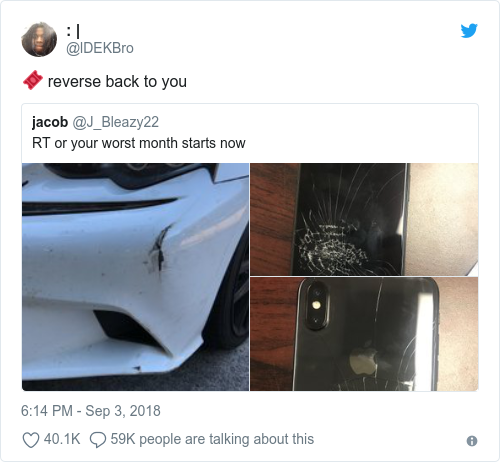 : |
@IDEKBro
🎟 reverse back to you
jacob @J_Bleazy22
RT or your worst month starts now
6:14 PM - Sep 3, 2018
40.1K 59K people are talking about this